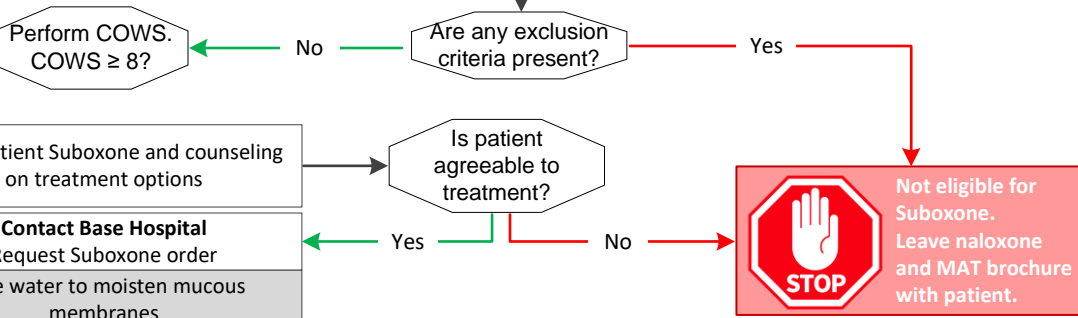 Perform COWS.
COWS ≥ 8?
No
Are any exclusion
criteria present?
Yes
tient Suboxone and counseling
on treatment options
Is patient
agreeable to
treatment?
Contact Base Hospital
Request Suboxone order
water to moisten mucous
membranes
Yes
No
STOP
Not eligible for
Suboxone.
Leave naloxone
and MAT brochure
with patient.